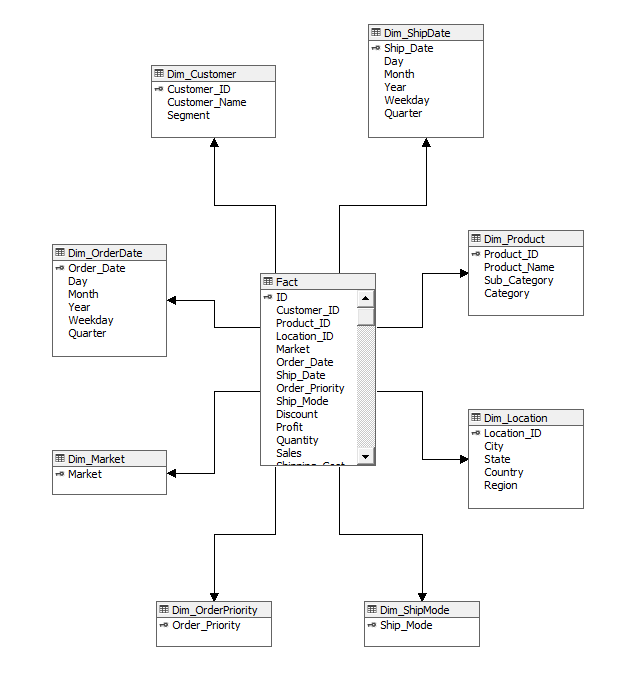 Dim_ShipDate
Ship_Date
Day
Month
Year
Weekday
Quarter
Dim_Customer
Customer_ID
Customer_Name
Segment
Dim_OrderDate
Order_Date
Day
Month
Year
Weekday
Quarter
Dim_Product
Product_ID
Product_Name
Sub_Category
Category
Fact
ID
Customer_ID
Product_ID
Location_ID
Market
Order_Date
Ship_Date
Order_Priority
Ship_Mode
Discount
Profit
Quantity
Sales
Shipping_Cost
Dim_Location
Location_ID
City
State
Country
Region
Dim_Market
Market
Dim_OrderPriority
Order_Priority
Dim_ShipMode
Ship_Mode